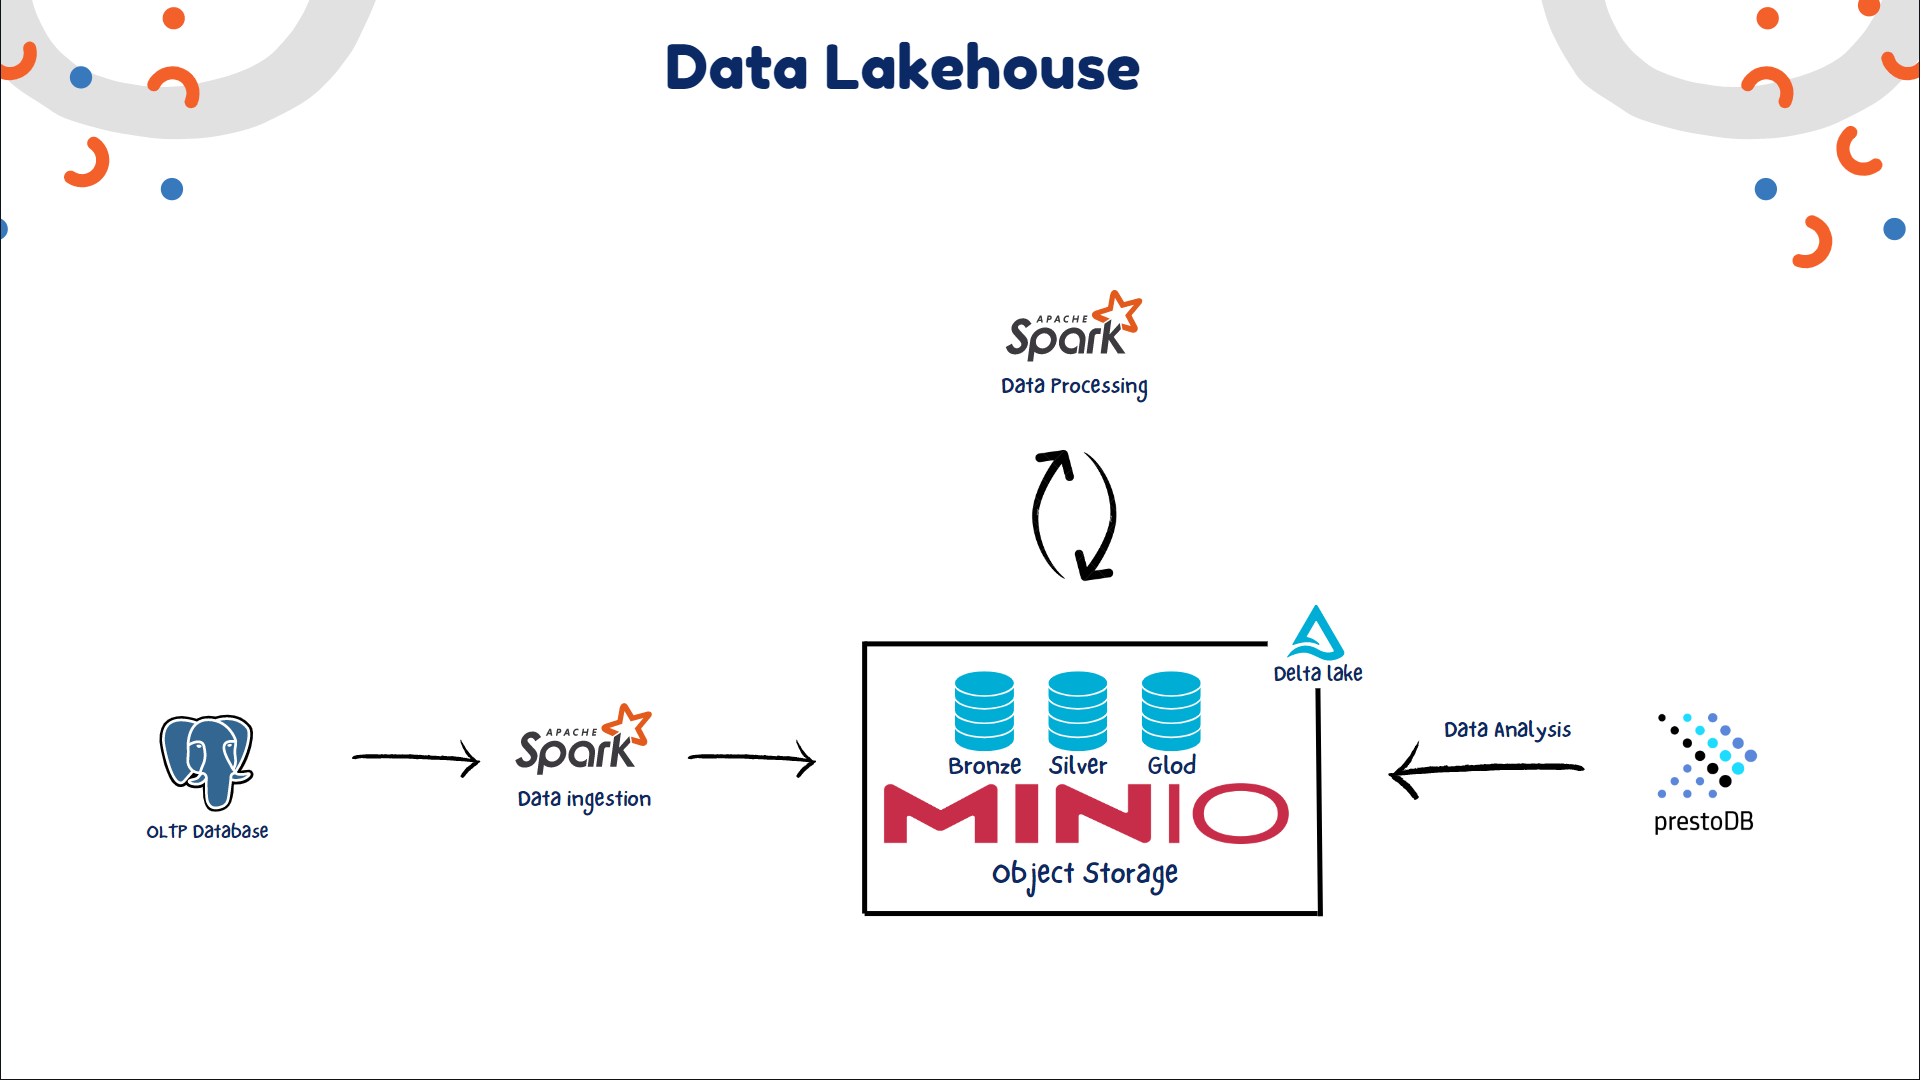 Data Lakehouse
APACHE
Spark
Data Processing
Delta lake
Bronze Silver Glod
MINIO
Object Storage
OLTP Database
APACHE
Spark
Data ingestion
Data Analysis
prestoDB